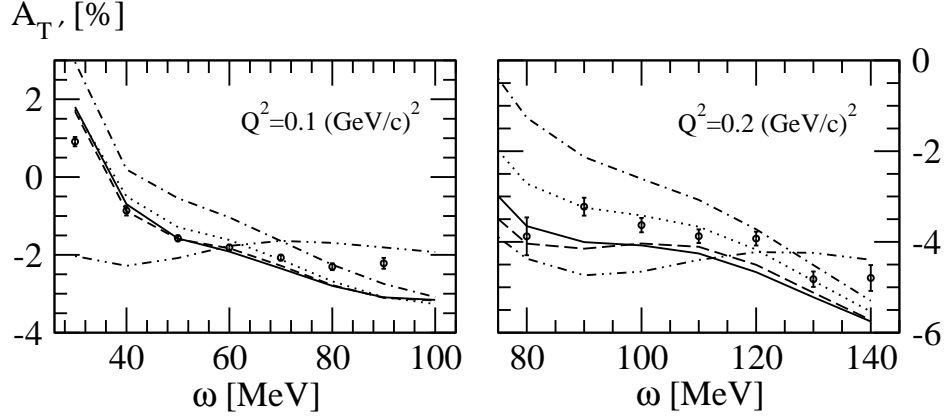 A_T', [%]
2
0
-2
-4
Q^2=0.1 (GeV/c)^2
40 60 80 100
ω [MeV]
Q^2=0.2 (GeV/c)^2
0
-2
-4
-6
80 100 120 140
ω [MeV]